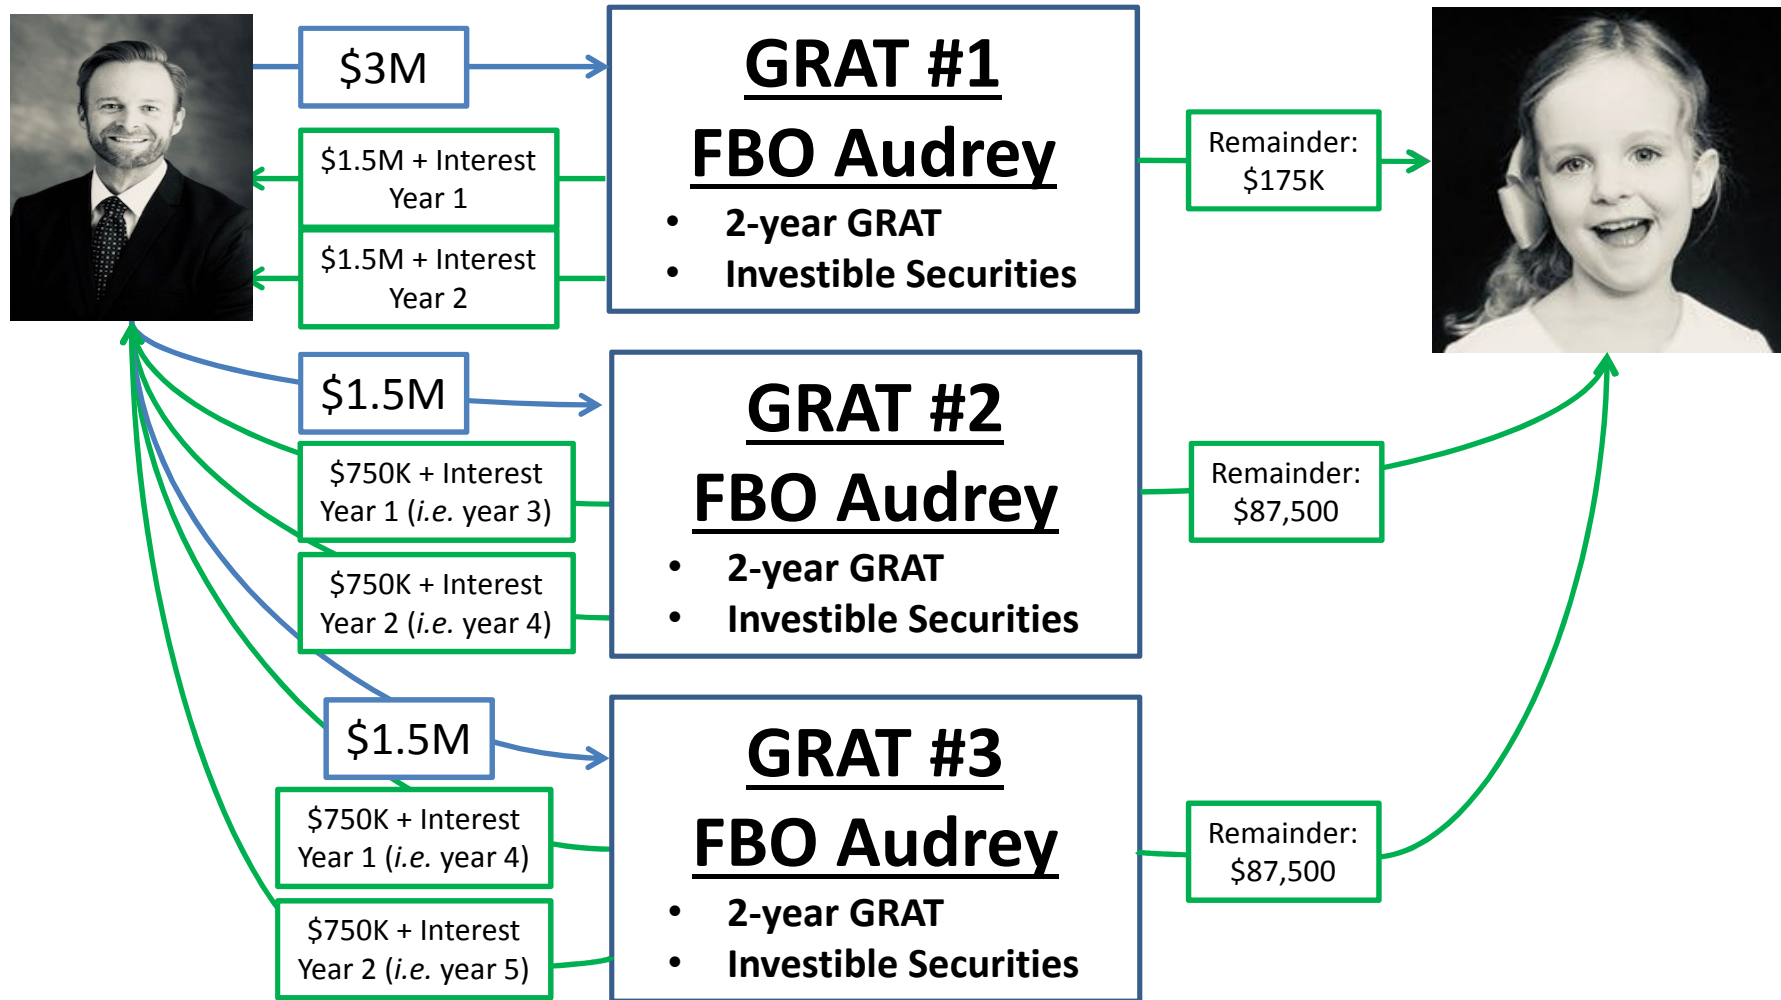 $3M
$1.5M + Interest
Year 1
$1.5M + Interest
Year 2
GRAT #1
FBO Audrey
• 2-year GRAT
• Investible Securities
Remainder:
$175K
$1.5M
$750K + Interest
Year 1 (i.e. year 3)
$750K + Interest
Year 2 (i.e. year 4)
GRAT #2
FBO Audrey
• 2-year GRAT
• Investible Securities
Remainder:
$87,500
$1.5M
$750K + Interest
Year 1 (i.e. year 4)
$750K + Interest
Year 2 (i.e. year 5)
GRAT #3
FBO Audrey
• 2-year GRAT
• Investible Securities
Remainder:
$87,500